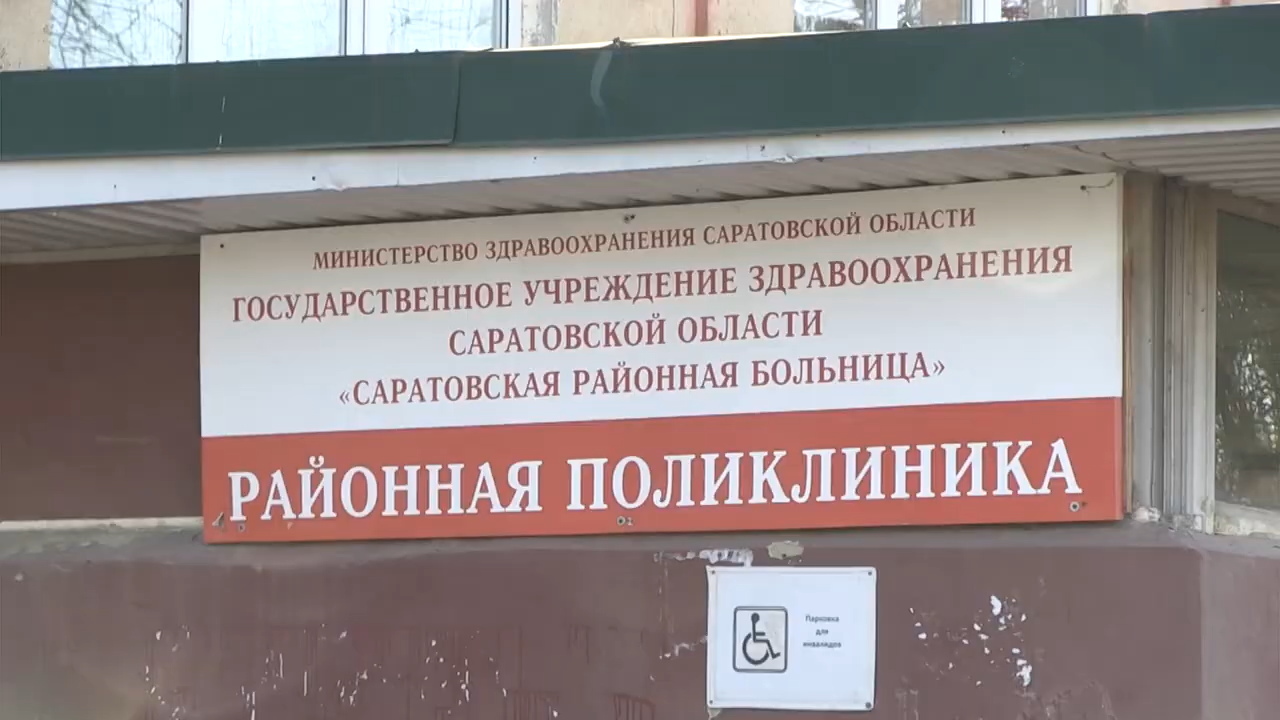 МИНИСТЕРСТВО ЗДРАВООХРАНЕНИЯ САРАТОВСКОЙ ОБЛАСТИ
ГОСУДАРСТВЕННОЕ УЧРЕЖДЕНИЕ ЗДРАВООХРАНЕНИЯ
САРАТОВСКОЙ ОБЛАСТИ
«САРАТОВСКАЯ РАЙОННАЯ БОЛЬНИЦА»
РАЙОННАЯ ПОЛИКЛИНИКА
Парковка
для
инвалидов